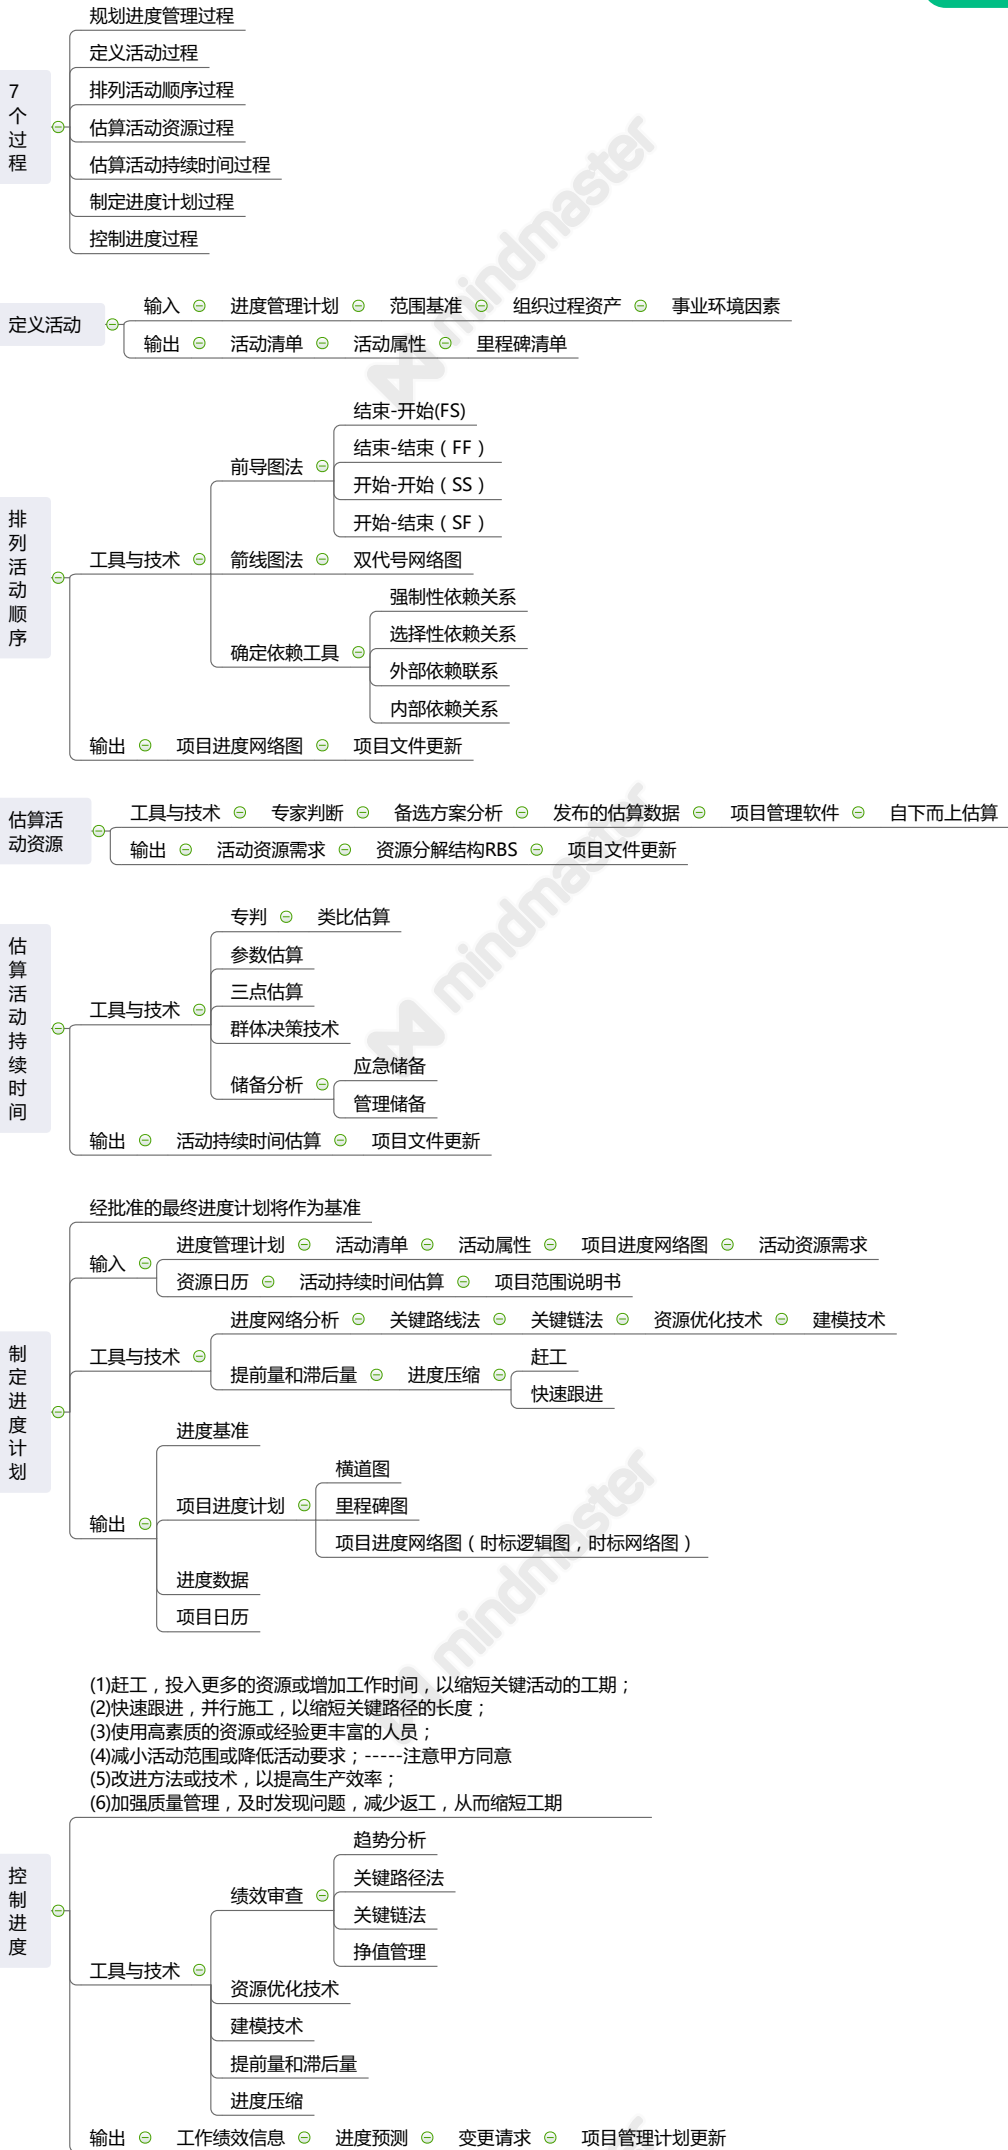 7
个
过
程
规划进度管理过程
定义活动过程
排列活动顺序过程
估算活动资源过程
估算活动持续时间过程
制定进度计划过程
控制进度过程
定义活动
输入 进度管理计划 范围基准 组织过程资产 事业环境因素
输出 活动清单 活动属性 里程碑清单
排
列
活
动
顺
序
工具与技术
前导图法
结束-开始(FS)
结束-结束（FF）
开始-开始（SS）
开始-结束（SF）
箭线图法 双代号网络图
确定依赖工具
强制性依赖关系
选择性依赖关系
外部依赖联系
内部依赖关系
输出 项目进度网络图 项目文件更新
估算活
动资源
工具与技术 专家判断 备选方案分析 发布的估算数据 项目管理软件 自下而上估算
输出 活动资源需求 资源分解结构RBS 项目文件更新
估
算
活
动
持
续
时
间
工具与技术
专判 类比估算
参数估算
三点估算
群体决策技术
储备分析
应急储备
管理储备
输出 活动持续时间估算 项目文件更新
制
定
进
度
计
划
经批准的最终进度计划将作为基准
输入
进度管理计划 活动清单 活动属性 项目进度网络图 活动资源需求
资源日历 活动持续时间估算 项目范围说明书
工具与技术
进度网络分析 关键路线法 关键链法 资源优化技术 建模技术
提前量和滞后量 进度压缩
赶工
快速跟进
输出
进度基准
项目进度计划
横道图
里程碑图
项目进度网络图（时标逻辑图，时标网络图）
进度数据
项目日历
控
制
进
度
(1)赶工，投入更多的资源或增加工作时间，以缩短关键活动的工期；
(2)快速跟进，并行施工，以缩短关键路径的长度；
(3)使用高素质的资源或经验更丰富的人员；
(4)减小活动范围或降低活动要求；-----注意甲方同意
(5)改进方法或技术，以提高生产效率；
(6)加强质量管理，及时发现问题，减少返工，从而缩短工期
工具与技术
绩效审查
趋势分析
关键路径法
关键链法
挣值管理
资源优化技术
建模技术
提前量和滞后量
进度压缩
输出 工作绩效信息 进度预测 变更请求 项目管理计划更新
mindmaster
mindmaster
mindmaster